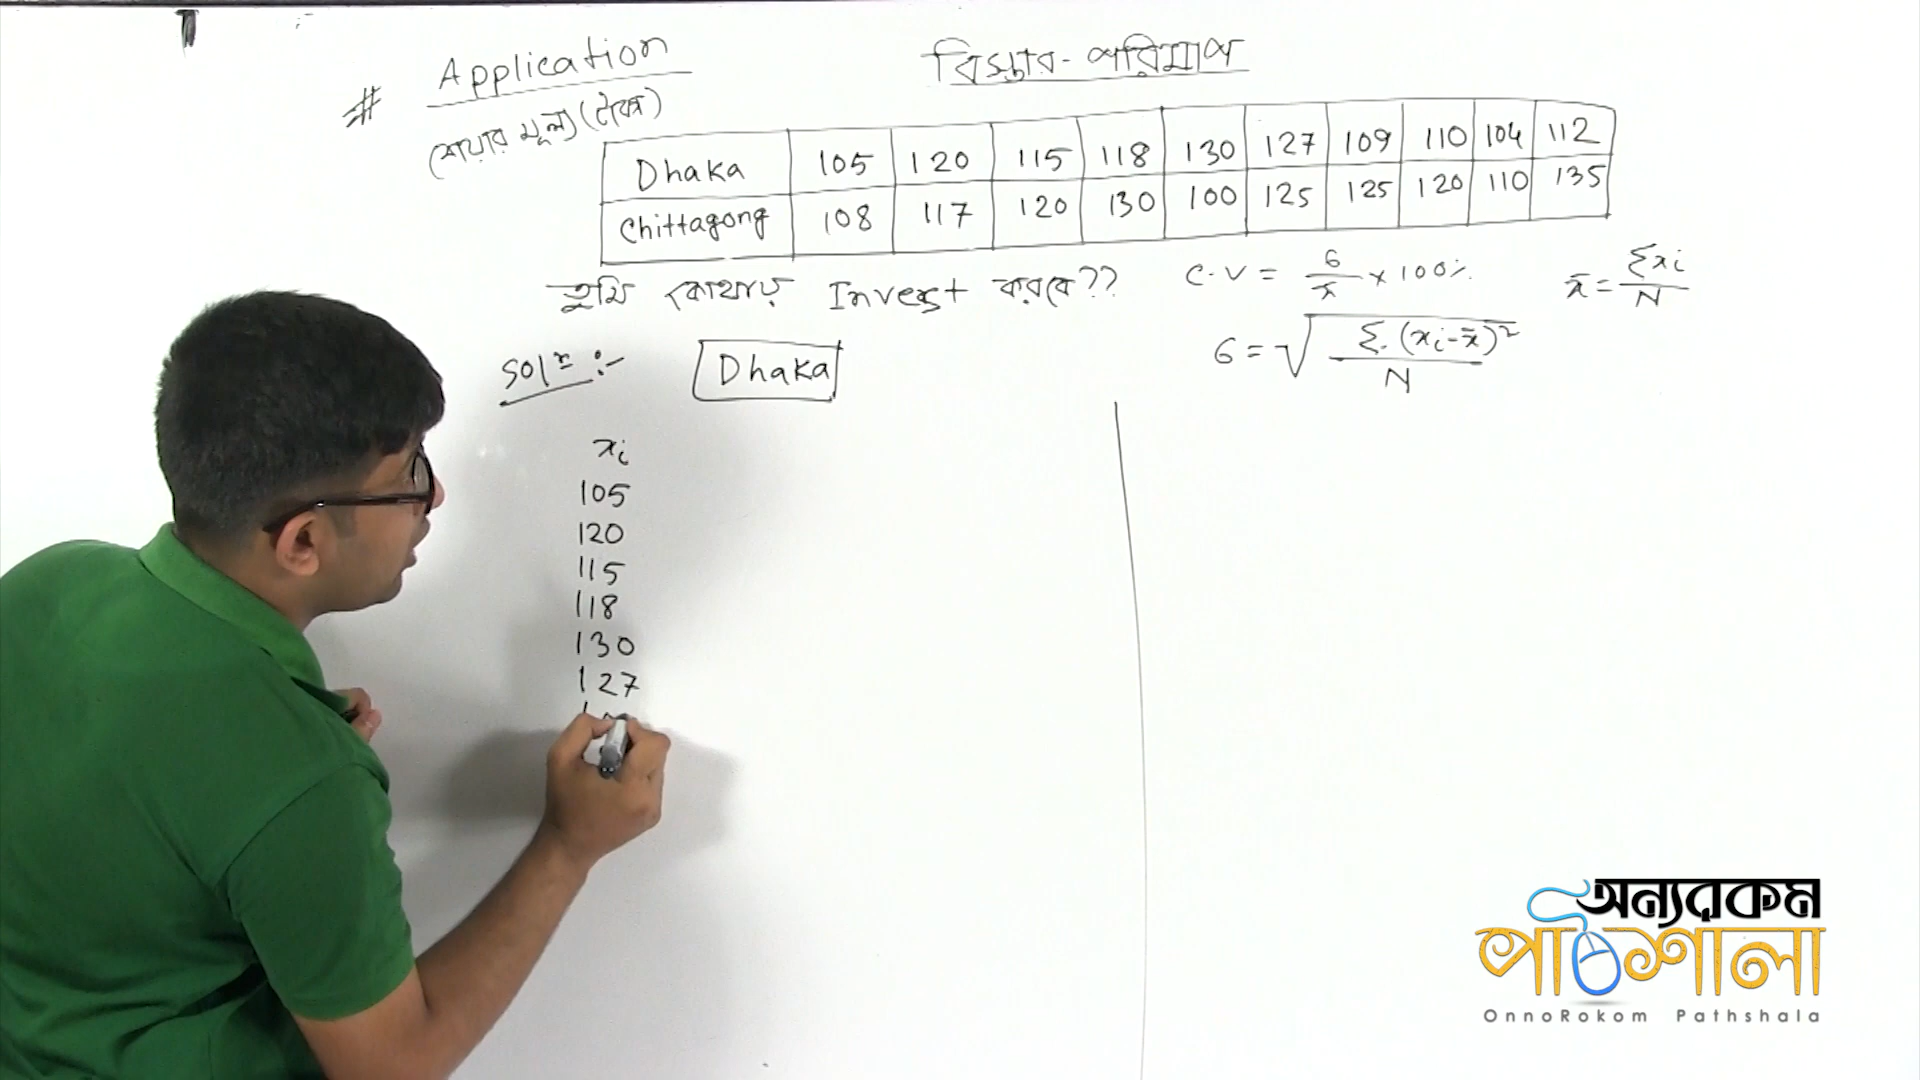 Application
বিস্তার-পরিমাপ
# শেয়ার মূল্য (টাকা)
Dhaka 105 120 115 118 130 127 109 110 104 112
Chittagong 108 117 120 130 100 125 125 120 110 135
তুমি কোথায় Invest করবে??
C.V = σ/x̄ × 100%
x̄ = Σxi/N
σ = √(Σ(xi-x̄)²/N)
Solⁿ:-
Dhaka
xi
105
120
115
118
130
127
অন্যরকম
পাঠশালা
OnnoRokom Pathshala